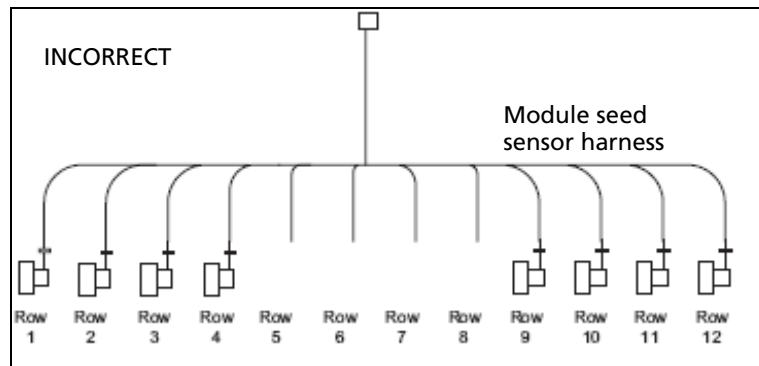 INCORRECT
Module seed
sensor harness
Row Row Row Row Row Row Row Row Row Row Row Row
1 2 3 4 5 6 7 8 9 10 11 12